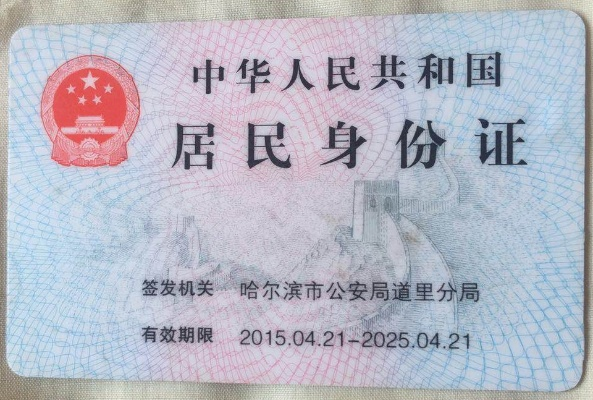 中华人民共和国
居民身份证
签发机关 哈尔滨市公安局道里分局
有效期限 2015.04.21-2025.04.21